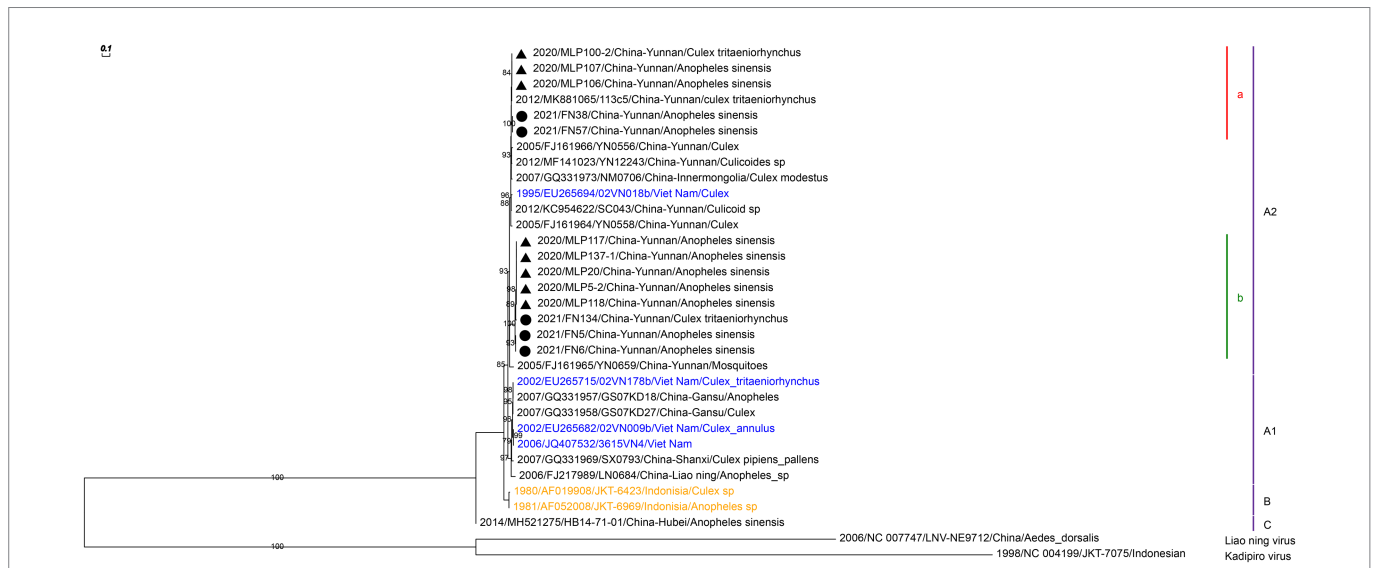 0.1
2020/MLP100-2/China-Yunnan/Culex tritaeniorhynchus
84
2020/MLP107/China-Yunnan/Anopheles sinensis
2020/MLP106/China-Yunnan/Anopheles sinensis
a
2012/MK881065/113c5/China-Yunnan/culex tritaeniorhynchus
2021/FN38/China-Yunnan/Anopheles sinensis
100
2021/FN57/China-Yunnan/Anopheles sinensis
2005/FJ161966/YN0556/China-Yunnan/Culex
93
2012/MF141023/YN12243/China-Yunnan/Culicoides sp
2007/GQ331973/NM0706/China-Innermongolia/Culex modestus
96
1995/EU265694/02VN018b/Viet Nam/Culex
88
2012/KC954622/SC043/China-Yunnan/Culicoid sp
A2
2005/FJ161964/YN0558/China-Yunnan/Culex
2020/MLP117/China-Yunnan/Anopheles sinensis
2020/MLP137-1/China-Yunnan/Anopheles sinensis
93
2020/MLP20/China-Yunnan/Anopheles sinensis
98
2020/MLP5-2/China-Yunnan/Anopheles sinensis
b
89
2020/MLP118/China-Yunnan/Anopheles sinensis
2021/FN134/China-Yunnan/Culex tritaeniorhynchus
100
2021/FN5/China-Yunnan/Anopheles sinensis
93
2021/FN6/China-Yunnan/Anopheles sinensis
85
2005/FJ161965/YN0659/China-Yunnan/Mosquitoes
2002/EU265715/02VN178b/Viet Nam/Culex_tritaeniorhynchus
98
2007/GQ331957/GS07KD18/China-Gansu/Anopheles
95
2007/GQ331958/GS07KD27/China-Gansu/Culex
95
2002/EU265682/02VN009b/Viet Nam/Culex_annulus
A1
99
79
2006/JQ407532/3615VN4/Viet Nam
97
2007/GQ331969/SX0793/China-Shanxi/Culex pipiens_pallens
2006/FJ217989/LN0684/China-Liao ning/Anopheles_sp
100
1980/AF019908/JKT-6423/Indonisia/Culex sp
B
1981/AF052008/JKT-6969/Indonisia/Anopheles sp
2014/MH521275/HB14-71-01/China-Hubei/Anopheles sinensis
C
2006/NC 007747/LNV-NE9712/China/Aedes_dorsalis
Liao ning virus
100
1998/NC 004199/JKT-7075/Indonesian
Kadipiro virus